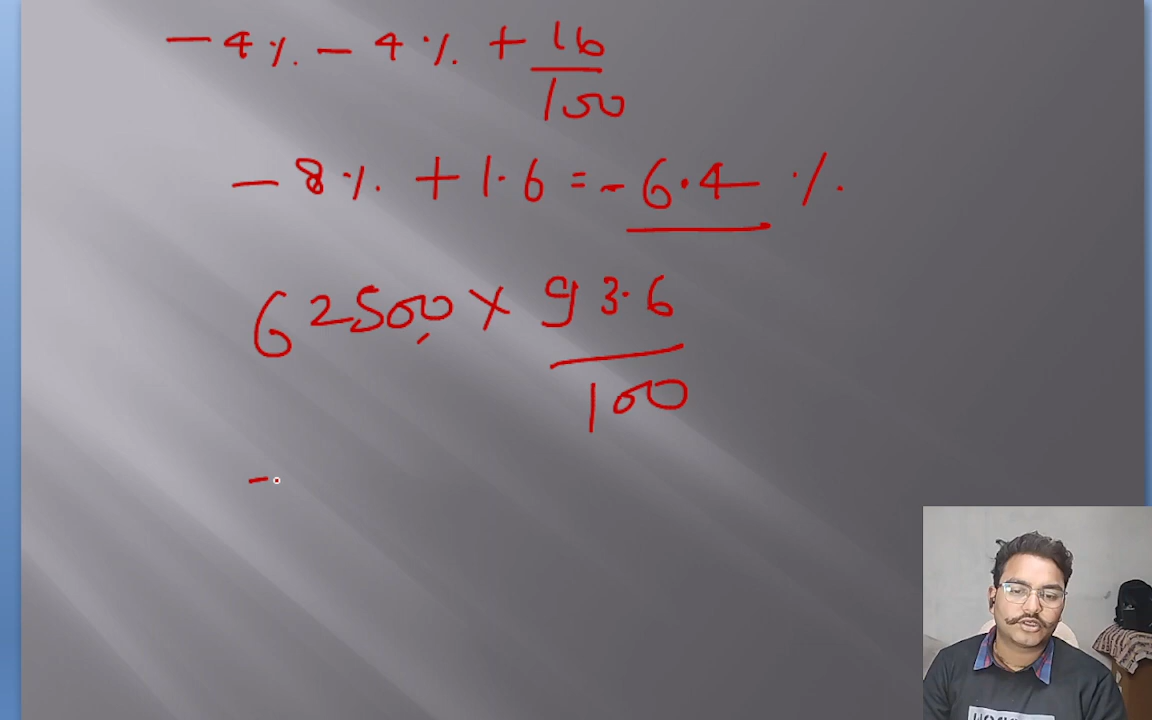 - 4 % - 4 % + 16
100
- 8 % + 1.6 = - 6.4 %
62500 × 93.6
100
-